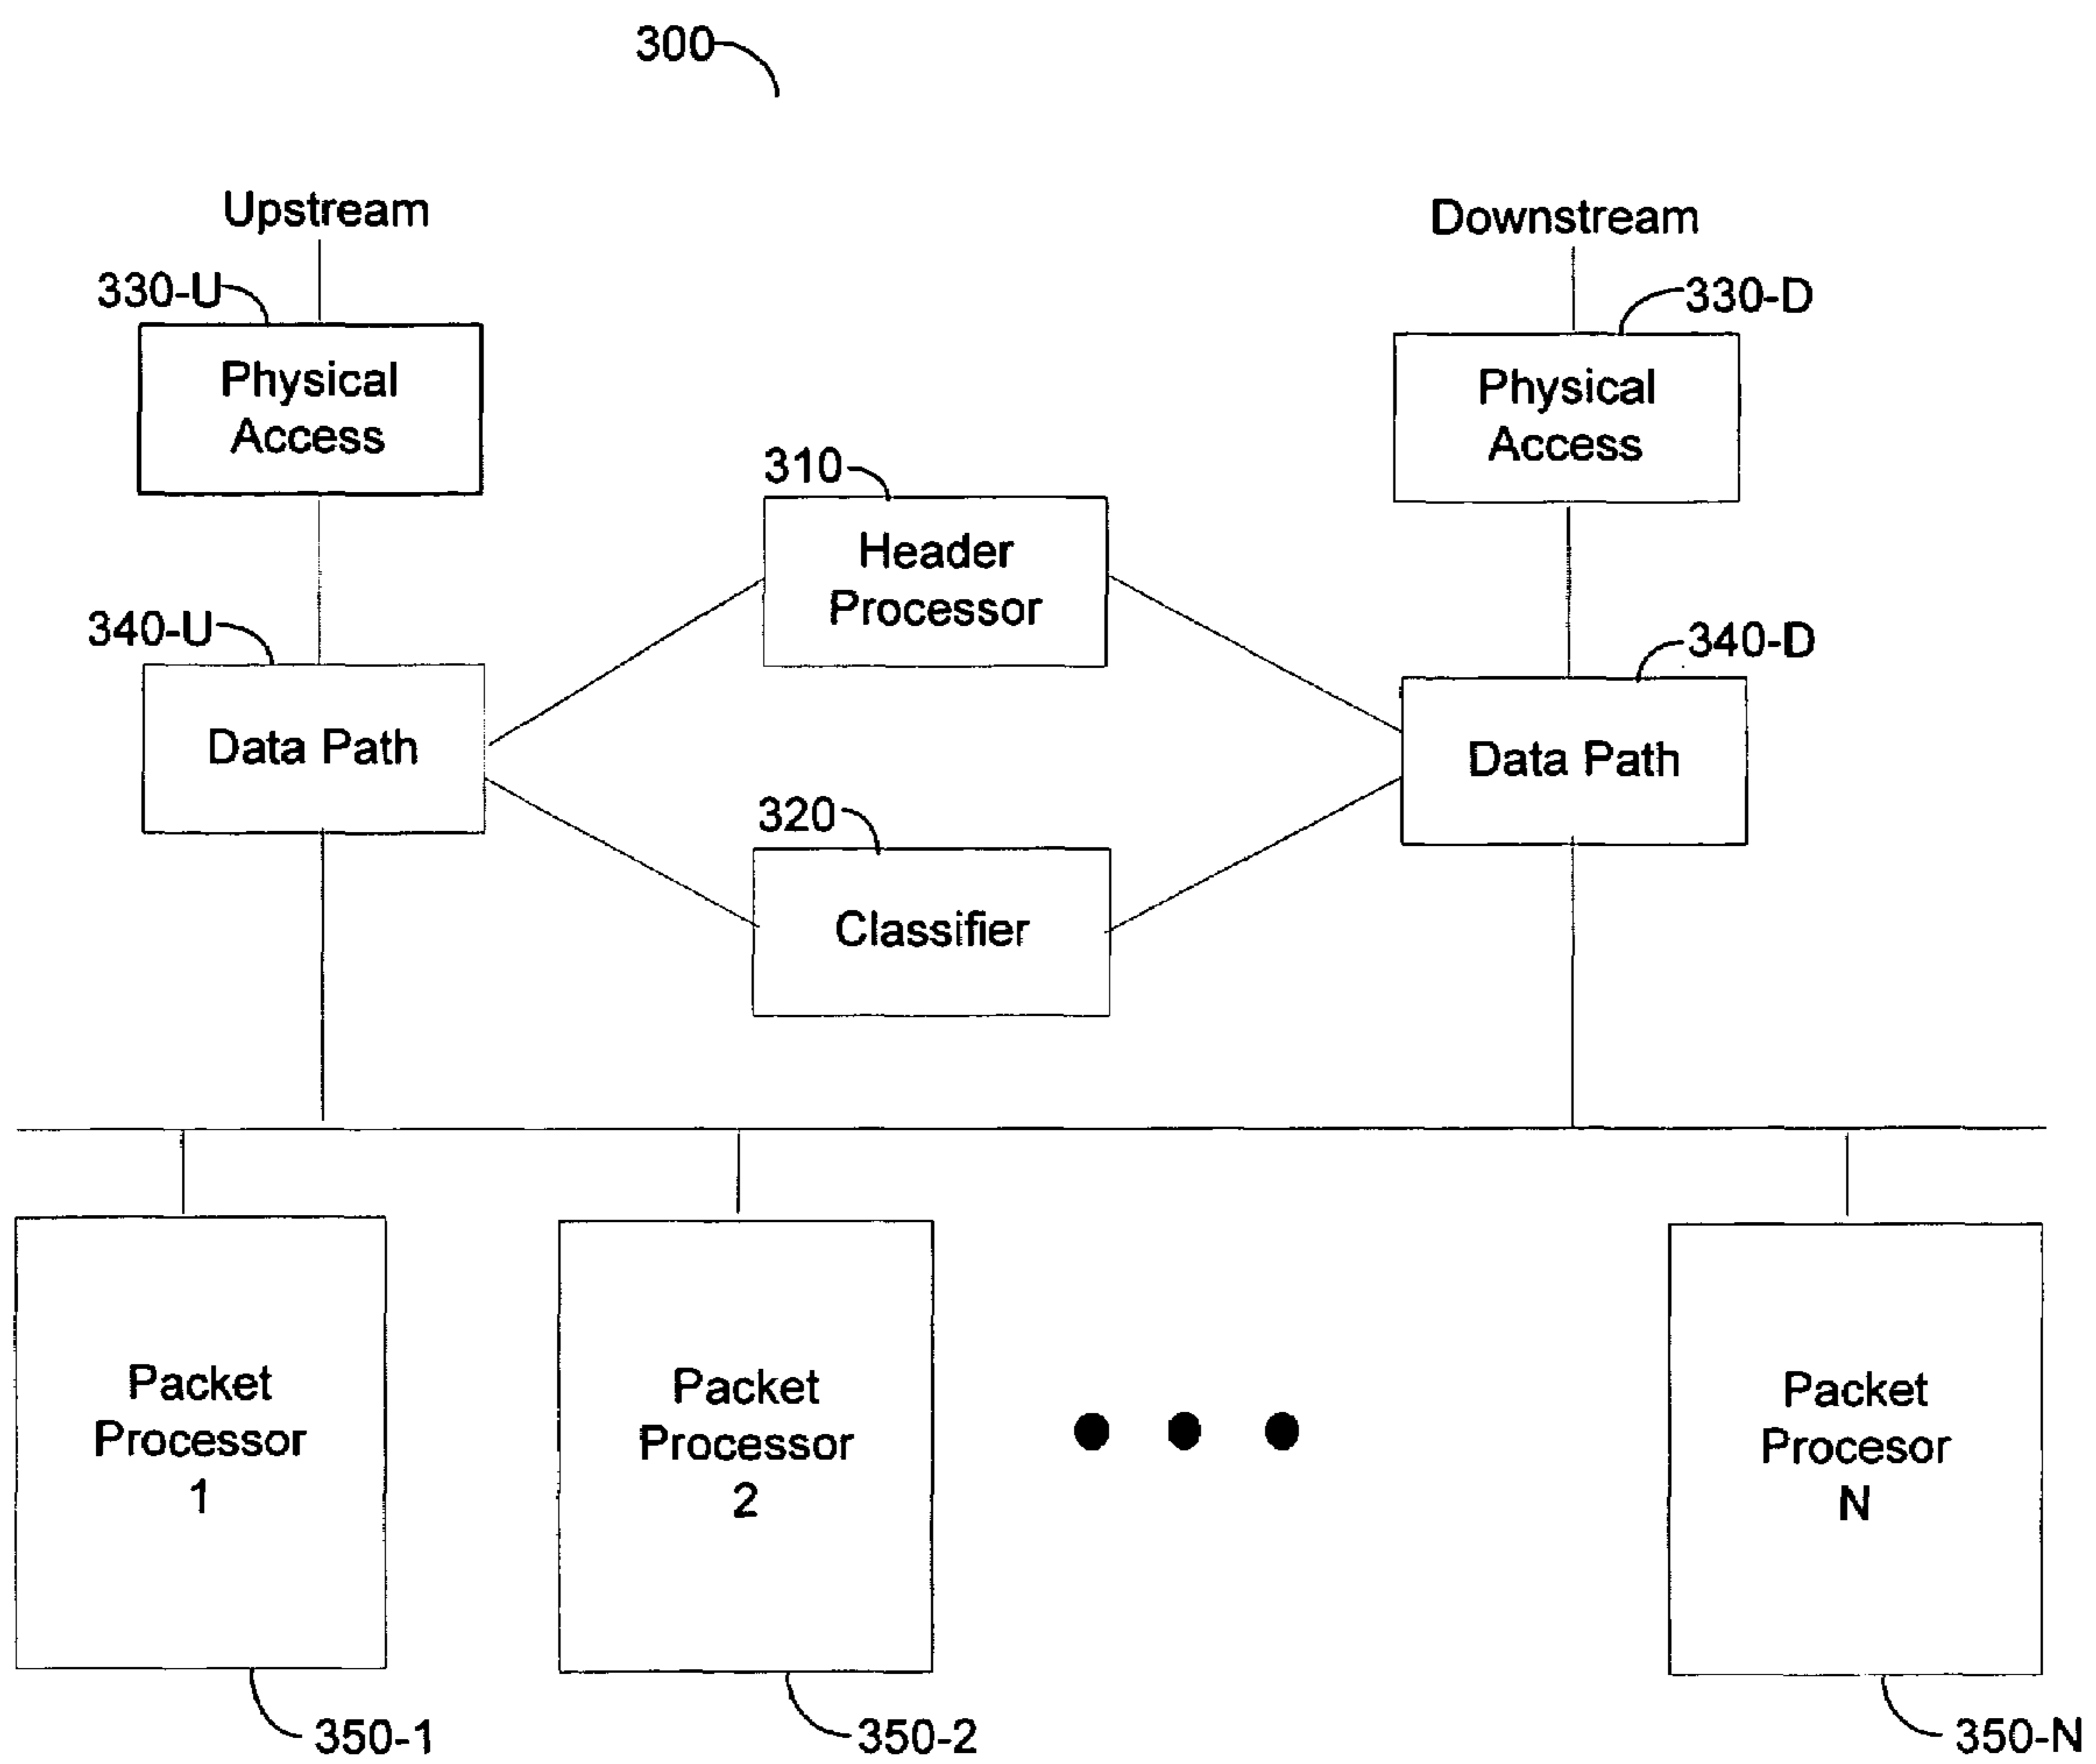 300
Upstream
Downstream
330-U
330-D
Physical
Access
Physical
Access
310
Header
Processor
340-U
340-D
Data Path
Data Path
320
Classifier
Packet
Processor
1
Packet
Processor
2
Packet
Procesor
N
350-1
350-2
350-N